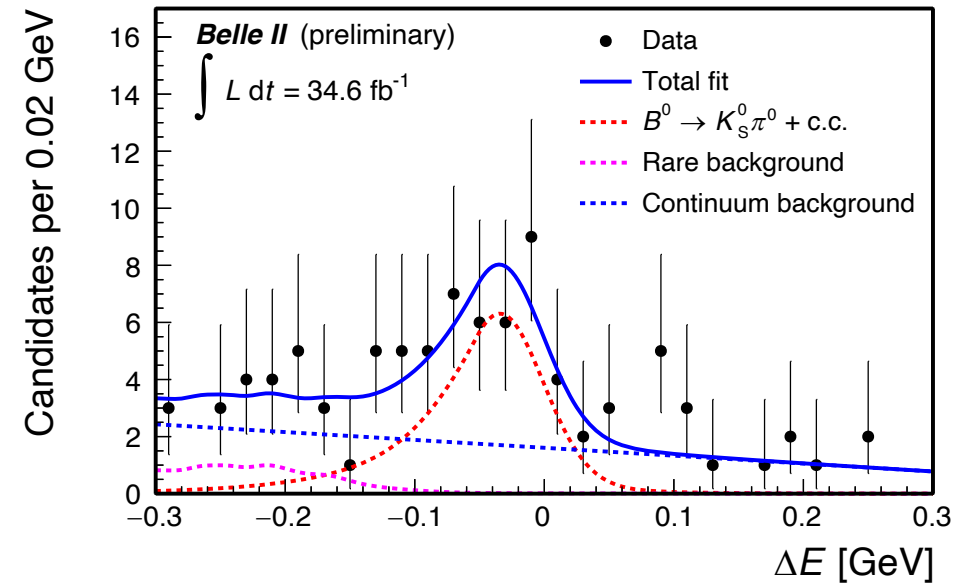 Belle II (preliminary)
∫ L dt = 34.6 fb⁻¹
Data
Total fit
B⁰ → K⁰_S π⁰ + c.c.
Rare background
Continuum background
Candidates per 0.02 GeV
16
14
12
10
8
6
4
2
0
−0.3 −0.2 −0.1 0 0.1 0.2 0.3
ΔE [GeV]